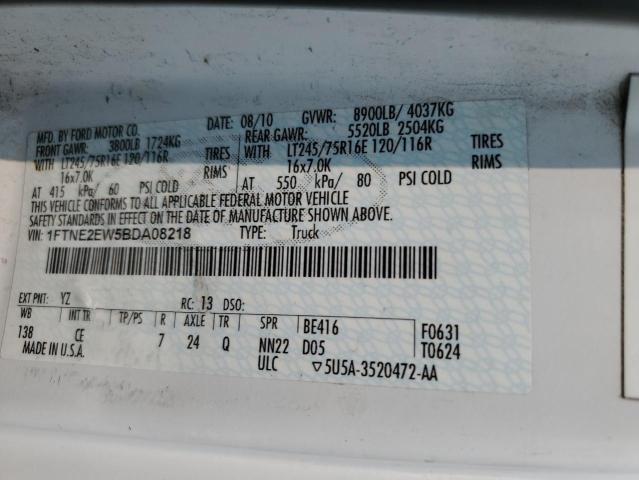 MFD. BY FORD MOTOR CO.
DATE: 08/10 GVWR: 8900LB/ 4037KG
FRONT GAWR: 3800LB 1724KG
REAR GAWR: 5520LB 2504KG
WITH LT245/75R16E 120/116R TIRES
WITH LT245/75R16E 120/116R TIRES
16x7.0K RIMS
16x7.0K RIMS
AT 415 kPa/ 60 PSI COLD
AT 550 kPa/ 80 PSI COLD
THIS VEHICLE CONFORMS TO ALL APPLICABLE FEDERAL MOTOR VEHICLE
SAFETY STANDARDS IN EFFECT ON THE DATE OF MANUFACTURE SHOWN ABOVE.
VIN: 1FTNE2EW5BDA08218 TYPE: Truck
EXT PNT: YZ RC: 13 DSO:
WB INT TR TP/PS R AXLE TR SPR BE416 F0631
138 CE 7 24 Q NN22 D05 T0624
MADE IN U.S.A. ULC ▽5U5A-3520472-AA